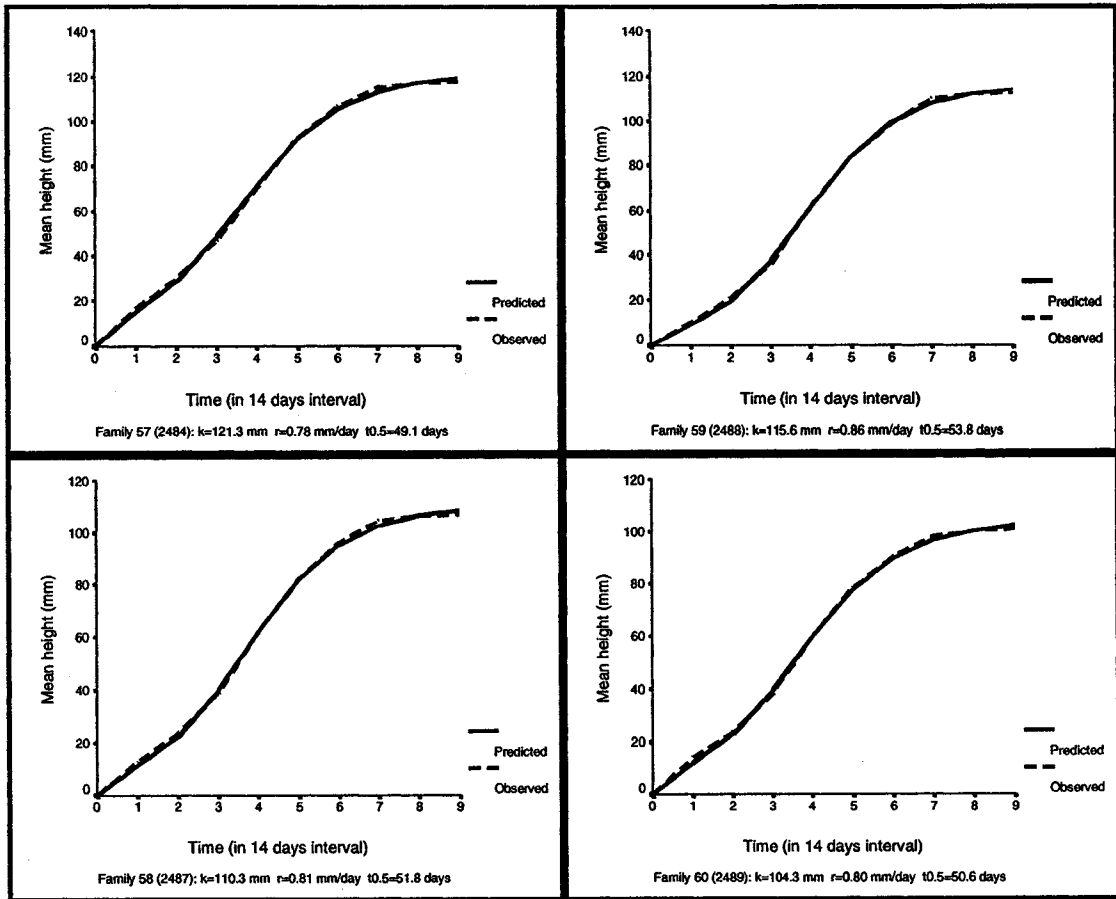 140
120
100
80
60
40
20
0
Mean height (mm)
0 1 2 3 4 5 6 7 8 9
Time (in 14 days interval)
Predicted
Observed
Family 57 (2484): k=121.3 mm r=0.78 mm/day t0.5=49.1 days
140
120
100
80
60
40
20
0
Mean height (mm)
0 1 2 3 4 5 6 7 8 9
Time (in 14 days interval)
Predicted
Observed
Family 59 (2488): k=115.6 mm r=0.86 mm/day t0.5=53.8 days
120
100
80
60
40
20
0
Mean height (mm)
0 1 2 3 4 5 6 7 8 9
Time (in 14 days interval)
Predicted
Observed
Family 58 (2487): k=110.3 mm r=0.81 mm/day t0.5=51.8 days
120
100
80
60
40
20
0
Mean height (mm)
0 1 2 3 4 5 6 7 8 9
Time (in 14 days interval)
Predicted
Observed
Family 60 (2489): k=104.3 mm r=0.80 mm/day t0.5=50.6 days